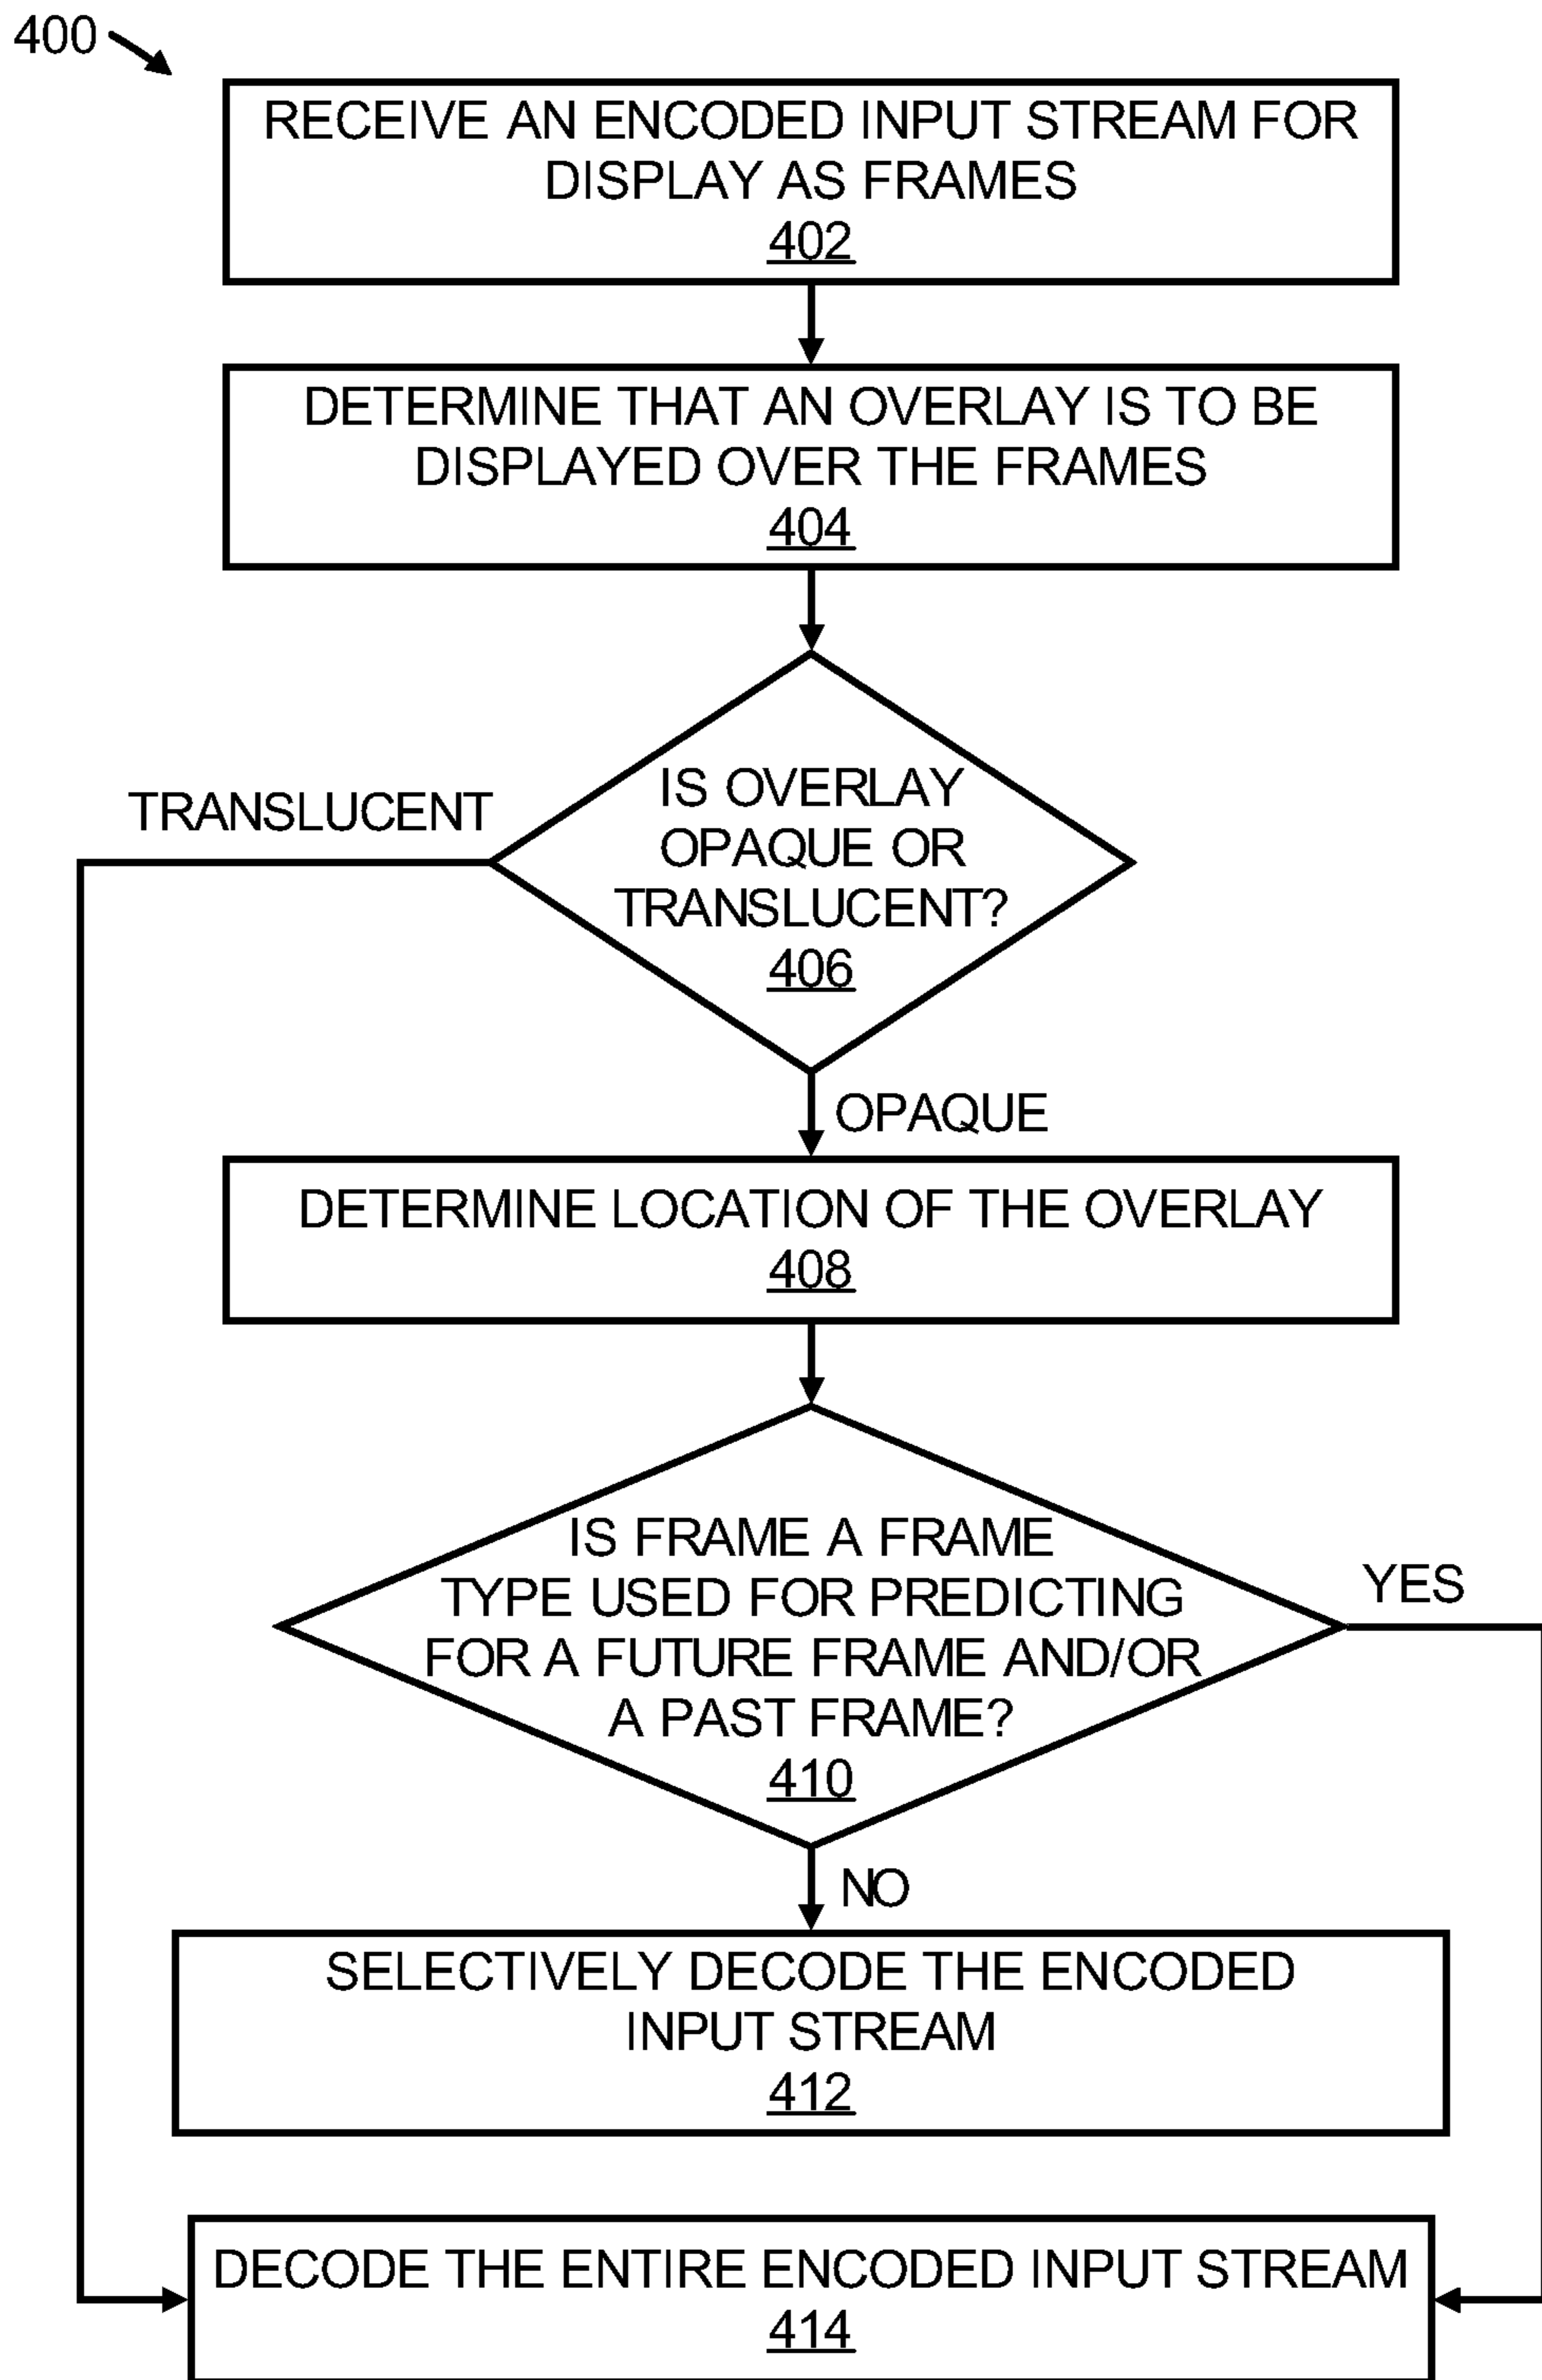 400
RECEIVE AN ENCODED INPUT STREAM FOR
DISPLAY AS FRAMES
402
DETERMINE THAT AN OVERLAY IS TO BE
DISPLAYED OVER THE FRAMES
404
IS OVERLAY
OPAQUE OR
TRANSLUCENT?
406
TRANSLUCENT
OPAQUE
DETERMINE LOCATION OF THE OVERLAY
408
IS FRAME A FRAME
TYPE USED FOR PREDICTING
FOR A FUTURE FRAME AND/OR
A PAST FRAME?
410
YES
NO
SELECTIVELY DECODE THE ENCODED
INPUT STREAM
412
DECODE THE ENTIRE ENCODED INPUT STREAM
414